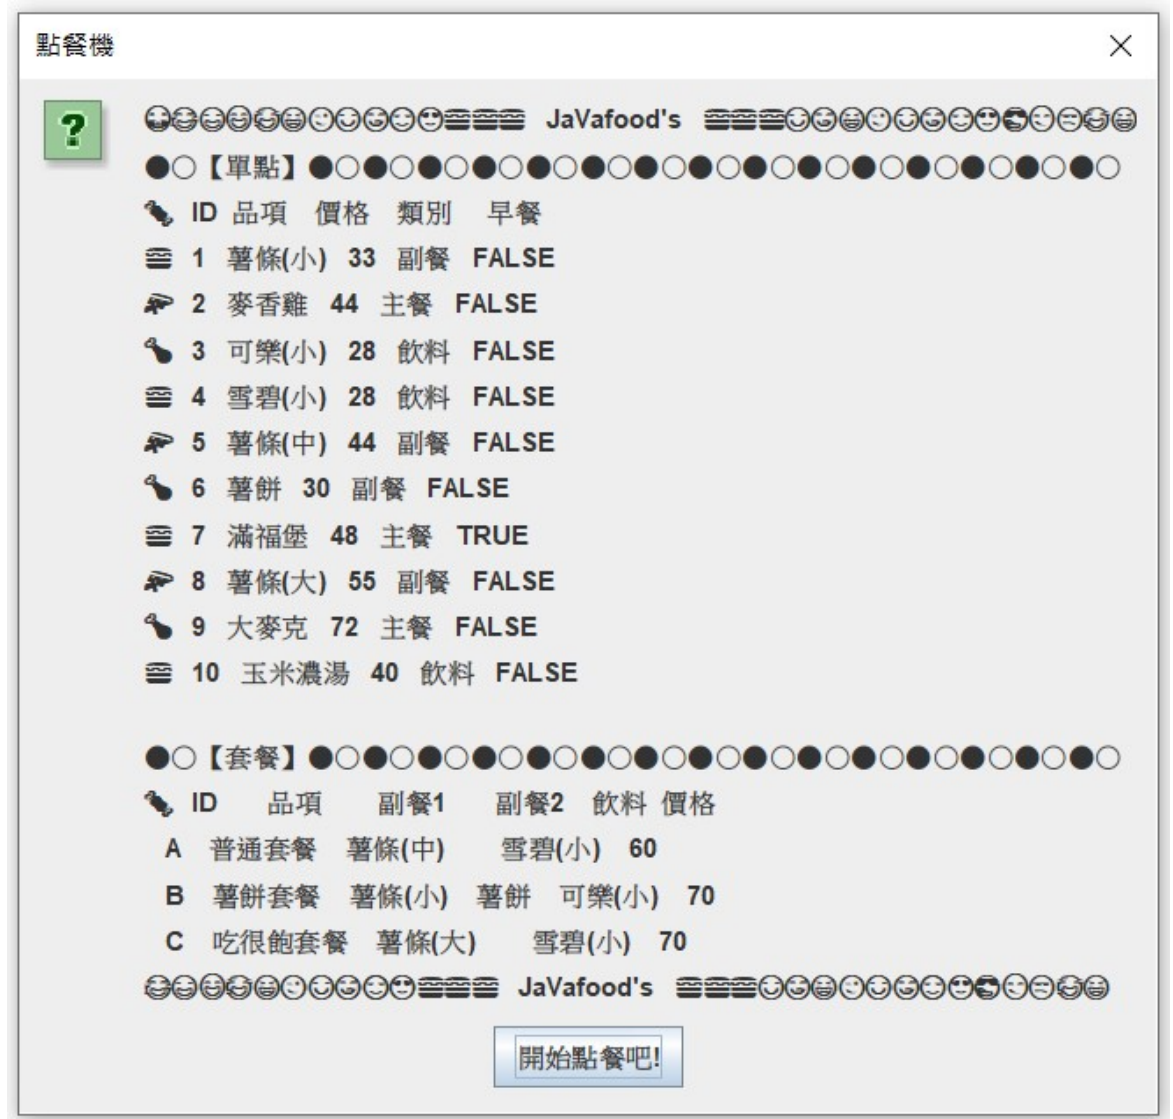 點餐機
JaVafood's
●○【單點】●○●○●○●○●○●○●○●○●○●○●○●○●○●○●○
ID 品項 價格 類別 早餐
1 薯條(小) 33 副餐 FALSE
2 麥香雞 44 主餐 FALSE
3 可樂(小) 28 飲料 FALSE
4 雪碧(小) 28 飲料 FALSE
5 薯條(中) 44 副餐 FALSE
6 薯餅 30 副餐 FALSE
7 滿福堡 48 主餐 TRUE
8 薯條(大) 55 副餐 FALSE
9 大麥克 72 主餐 FALSE
10 玉米濃湯 40 飲料 FALSE
●○【套餐】●○●○●○●○●○●○●○●○●○●○●○●○●○●○●○
ID 品項 副餐1 副餐2 飲料 價格
A 普通套餐 薯條(中) 雪碧(小) 60
B 薯餅套餐 薯條(小) 薯餅 可樂(小) 70
C 吃很飽套餐 薯條(大) 雪碧(小) 70
JaVafood's
開始點餐吧!